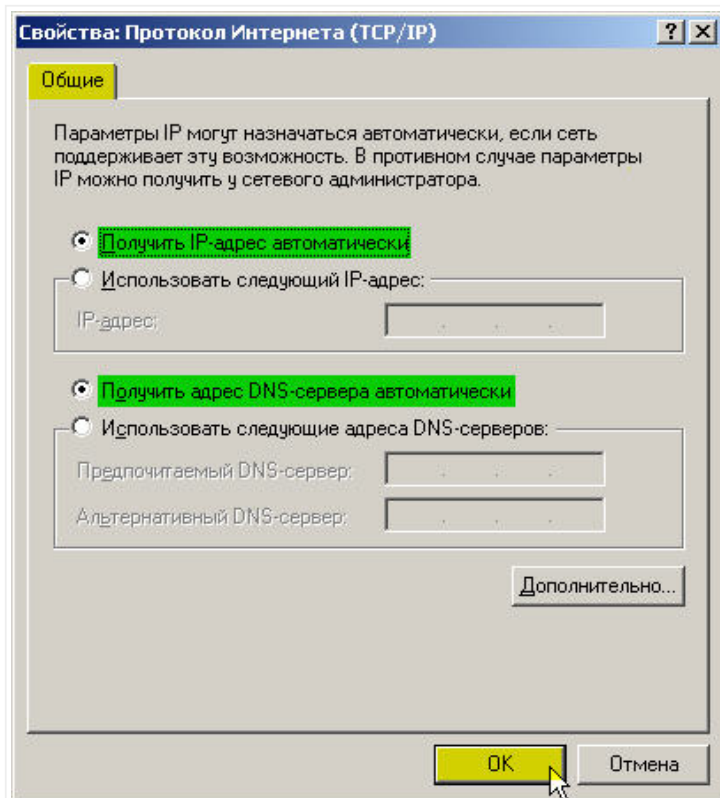 Свойства: Протокол Интернета (TCP/IP)
Общие
Параметры IP могут назначаться автоматически, если сеть
поддерживает эту возможность. В противном случае параметры
IP можно получить у сетевого администратора.
Получить IP-адрес автоматически
Использовать следующий IP-адрес:
IP-адрес:
Получить адрес DNS-сервера автоматически
Использовать следующие адреса DNS-серверов:
Предпочитаемый DNS-сервер:
Альтернативный DNS-сервер:
Дополнительно...
OK
Отмена